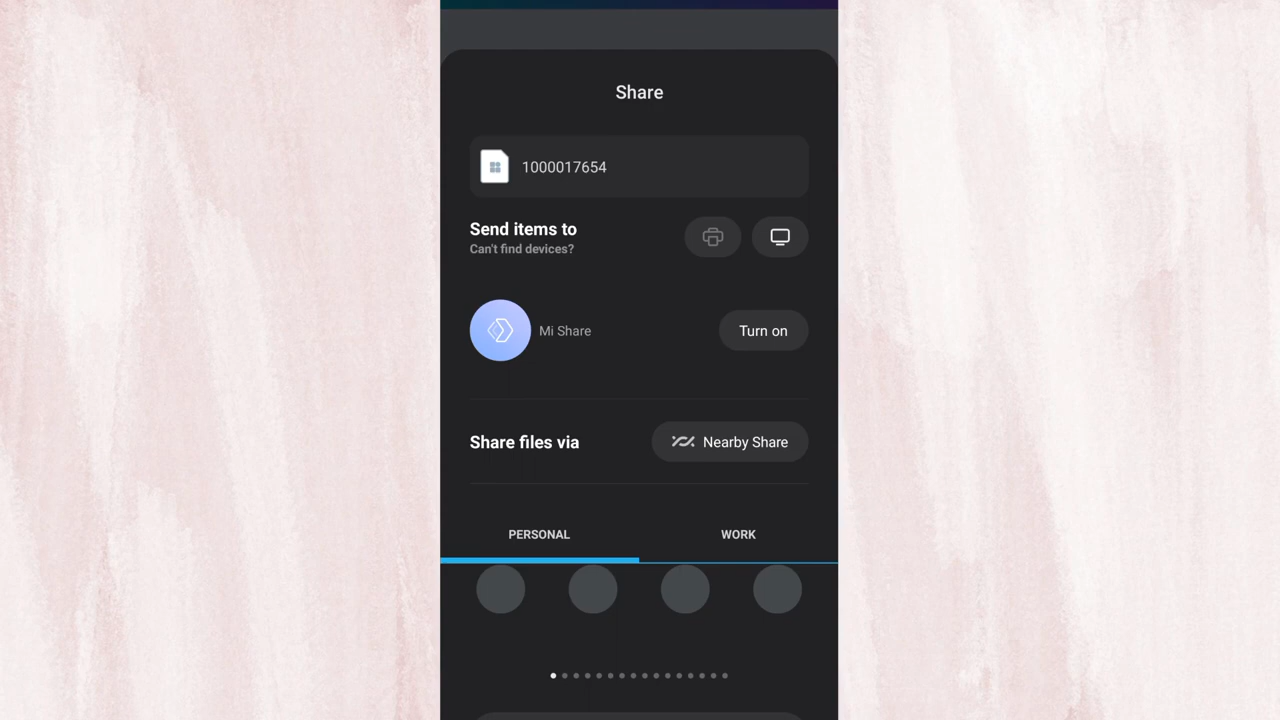 Share
1000017654
Send items to
Can't find devices?
Mi Share
Turn on
Share files via
Nearby Share
PERSONAL
WORK